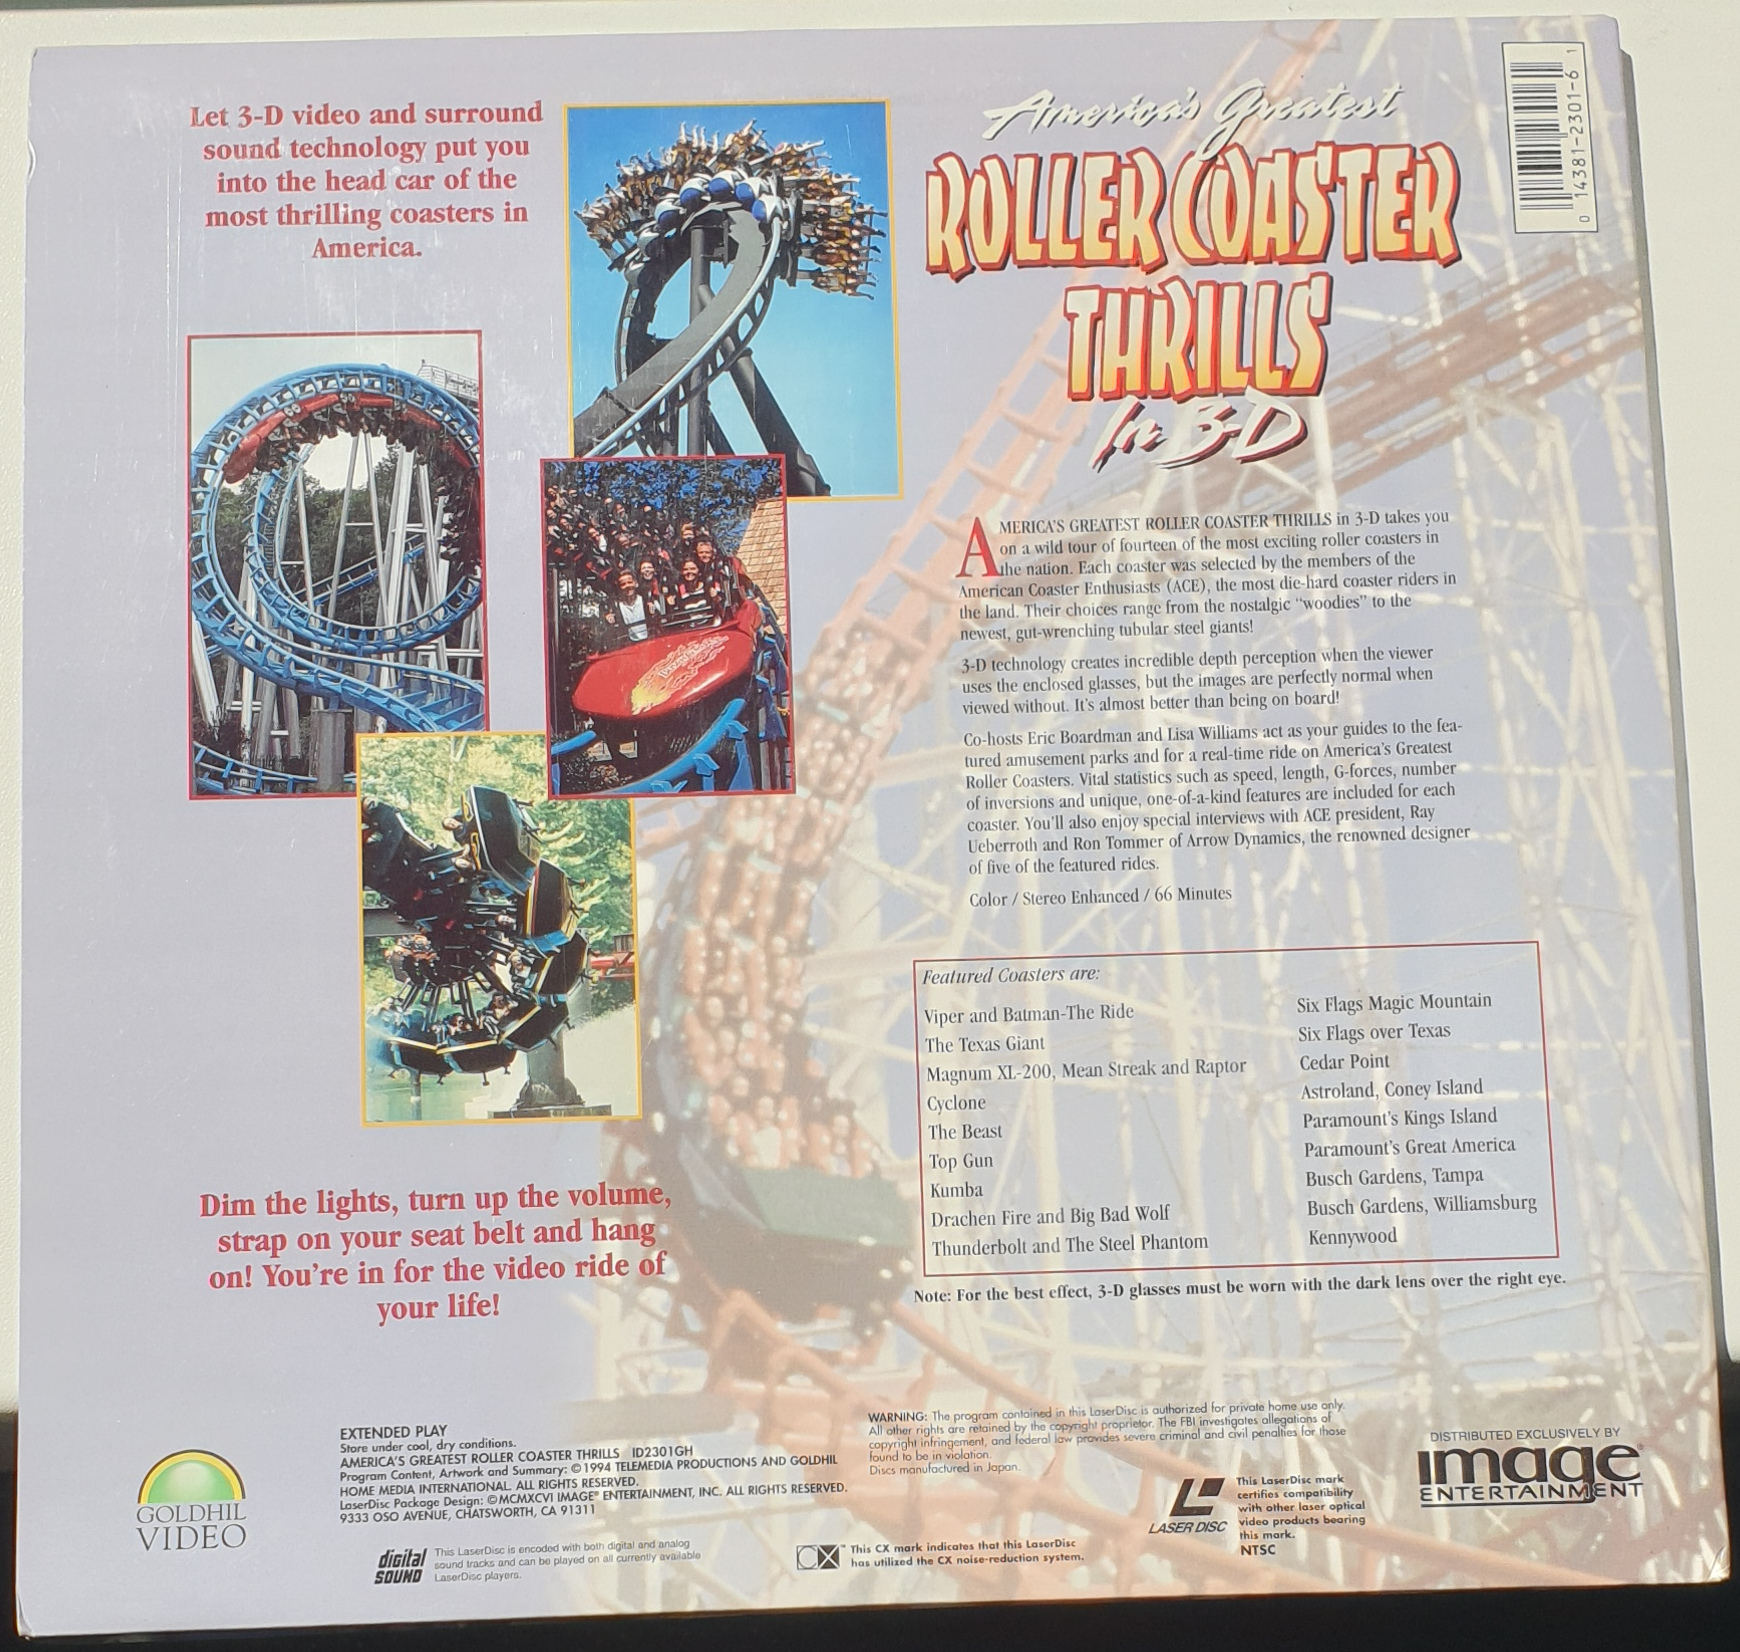 Let 3-D video and surround
sound technology put you
into the head car of the
most thrilling coasters in
America.
America's Greatest
ROLLER COASTER
THRILLS
In 3-D
0 14381-2301-6 1
AMERICA'S GREATEST ROLLER COASTER THRILLS in 3-D takes you
on a wild tour of fourteen of the most exciting roller coasters in
the nation. Each coaster was selected by the members of the
American Coaster Enthusiasts (ACE), the most die-hard coaster riders in
the land. Their choices range from the nostalgic “woodies” to the
newest, gut-wrenching tubular steel giants!
3-D technology creates incredible depth perception when the viewer
uses the enclosed glasses, but the images are perfectly normal when
viewed without. It's almost better than being on board!
Co-hosts Eric Boardman and Lisa Williams act as your guides to the fea-
tured amusement parks and for a real-time ride on America's Greatest
Roller Coasters. Vital statistics such as speed, length, G-forces, number
of inversions and unique, one-of-a-kind features are included for each
coaster. You'll also enjoy special interviews with ACE president, Ray
Ueberroth and Ron Tommer of Arrow Dynamics, the renowned designer
of five of the featured rides.
Color / Stereo Enhanced / 66 Minutes
Featured Coasters are:
Viper and Batman-The Ride Six Flags Magic Mountain
The Texas Giant Six Flags over Texas
Magnum XL-200, Mean Streak and Raptor Cedar Point
Cyclone Astroland, Coney Island
The Beast Paramount's Kings Island
Top Gun Paramount's Great America
Kumba Busch Gardens, Tampa
Drachen Fire and Big Bad Wolf Busch Gardens, Williamsburg
Thunderbolt and The Steel Phantom Kennywood
Note: For the best effect, 3-D glasses must be worn with the dark lens over the right eye.
Dim the lights, turn up the volume,
strap on your seat belt and hang
on! You're in for the video ride of
your life!
GOLDHIL
VIDEO
EXTENDED PLAY
Store under cool, dry conditions.
AMERICA'S GREATEST ROLLER COASTER THRILLS ID2301GH
Program Content, Artwork and Summary: ©1994 TELEMEDIA PRODUCTIONS AND GOLDHIL
HOME MEDIA INTERNATIONAL. ALL RIGHTS RESERVED.
LaserDisc Package Design: ©MCMXCVI IMAGE® ENTERTAINMENT, INC. ALL RIGHTS RESERVED.
9333 OSO AVENUE, CHATSWORTH, CA 91311
WARNING: The program contained in this LaserDisc is authorized for private home use only.
All other rights are retained by the copyright proprietor. The FBI investigates allegations of
copyright infringement, and federal law provides severe criminal and civil penalties for those
found to be in violation.
Discs manufactured in Japan.
digital
SOUND
This LaserDisc is encoded with both digital and analog
sound tracks and can be played on all currently available
LaserDisc players.
CX™
This CX mark indicates that this LaserDisc
has utilized the CX noise-reduction system.
LASER DISC
This LaserDisc mark
certifies compatibility
with other laser optical
video products bearing
this mark.
NTSC
DISTRIBUTED EXCLUSIVELY BY
image®
ENTERTAINMENT